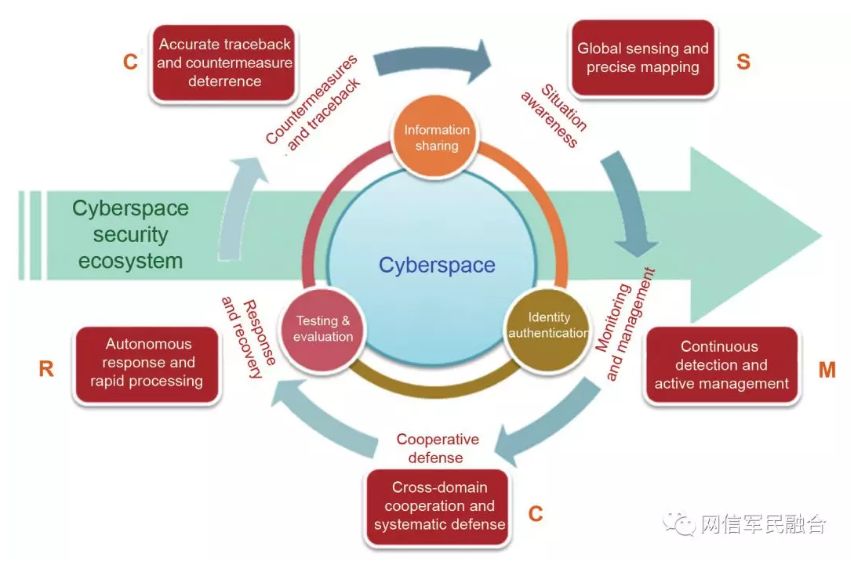 C
Accurate traceback
and countermeasure
deterrence
Countermeasures
and traceback
Global sensing and
precise mapping
S
Situation
awareness
Information
sharing
Cyberspace
security
ecosystem
Cyberspace
Testing &
evaluation
Identity
authentication
Monitoring
and management
Response
and recovery
R
Autonomous
response and
rapid processing
Continuous
detection and
active management
M
Cooperative
defense
Cross-domain
cooperation and
systematic defense
C
网信军民融合